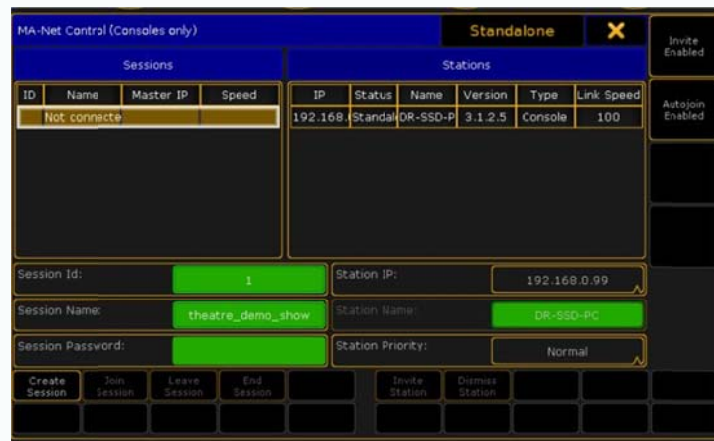 MA-Net Control (Consoles only)
Standalone
Invite Enabled
Sessions
Stations
ID Name Master IP Speed
IP Status Name Version Type Link Speed
Autojoin Enabled
Not connecte
192.168. Standal DR-SSD-P 3.1.2.5 Console 100
Session Id: 1
Station IP: 192.168.0.99
Session Name: theatre_demo_show
Station Name: DR-SSD-PC
Session Password:
Station Priority: Normal
Create Session
Join Session
Leave Session
End Session
Invite Station
Dismiss Station